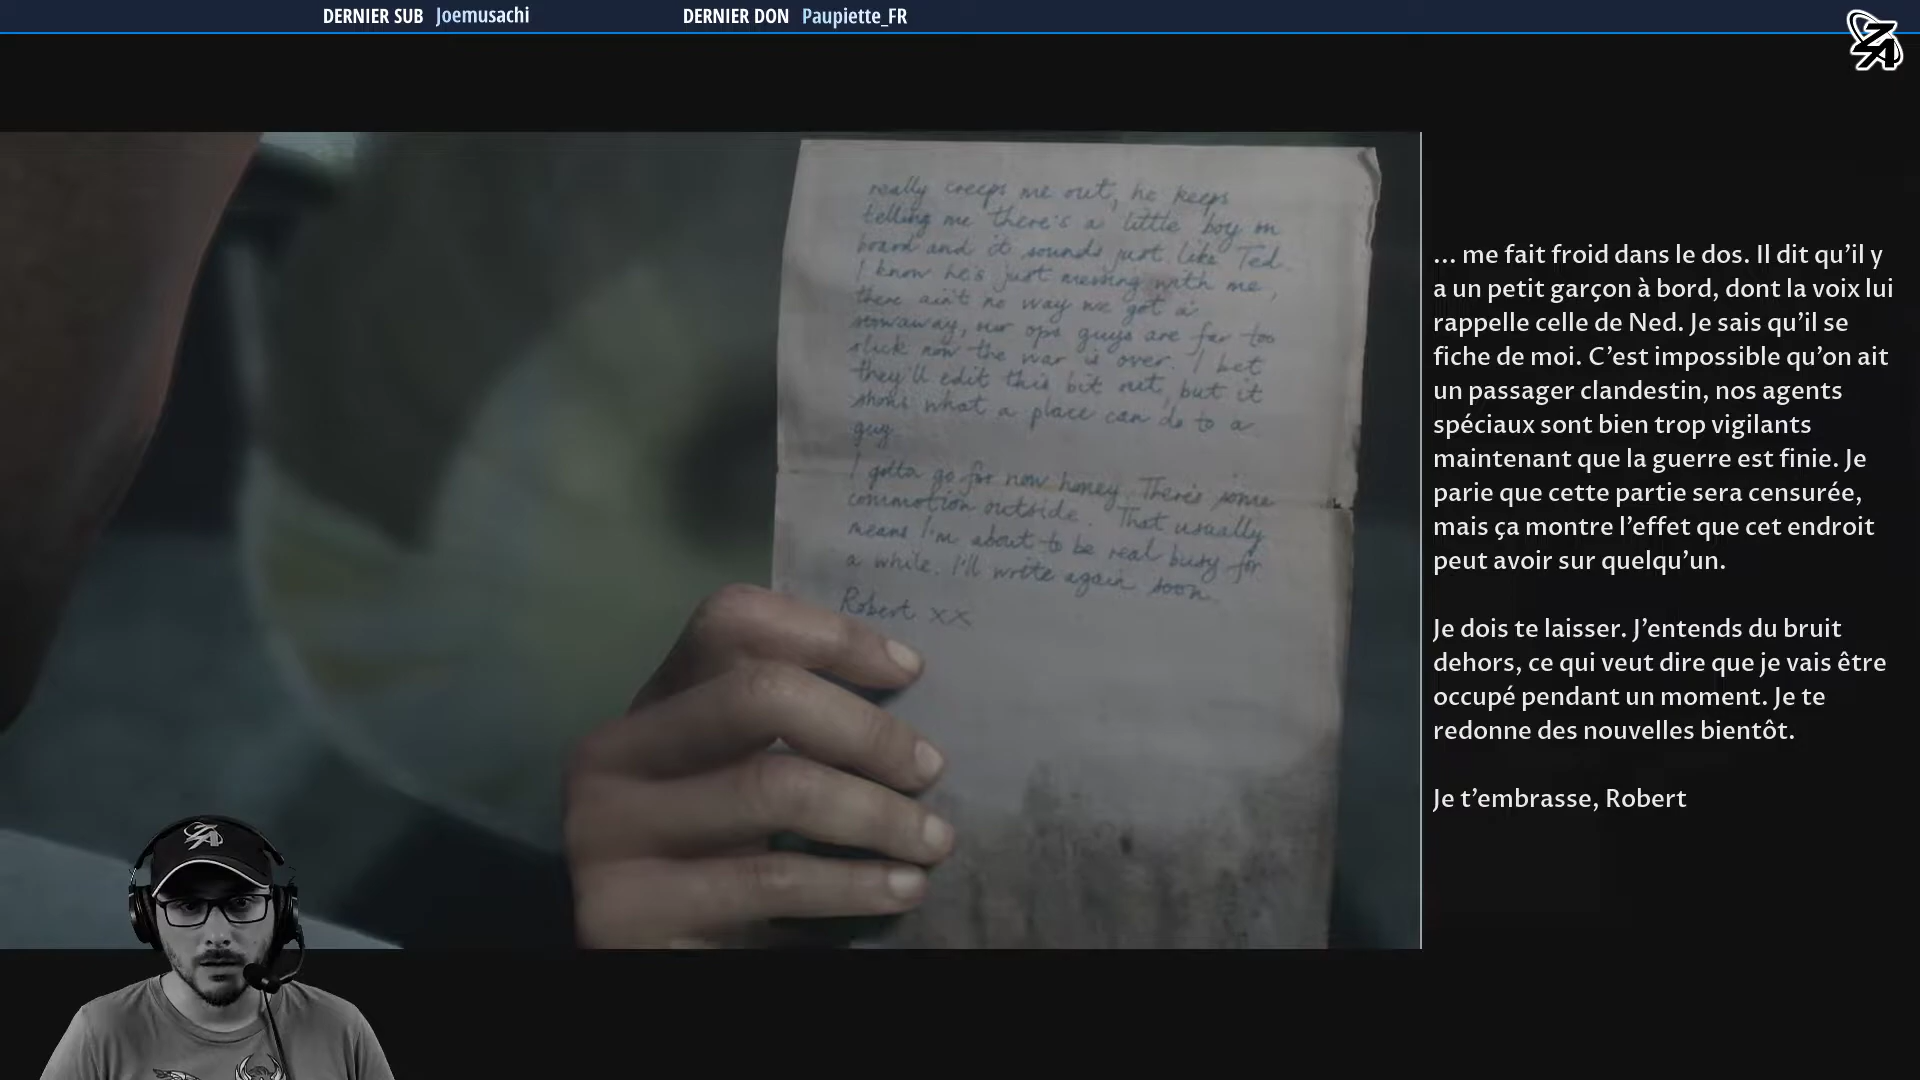 DERNIER SUB Joemusachi
DERNIER DON Paupiette_FR
ZA
really creeps me out, he keeps
telling me there's a little boy on
board and it sounds just like Ted.
I know he's just messing with me,
there ain't no way we got a
stowaway, our ops guys are far too
slick now the war is over. I bet
they'll edit this bit out, but it
shows what a place can do to a
guy.
I gotta go for now honey. There's some
commotion outside. That usually
means I'm about to be real busy for
a while. I'll write again soon.
Robert xx
... me fait froid dans le dos. Il dit qu'il y
a un petit garçon à bord, dont la voix lui
rappelle celle de Ned. Je sais qu'il se
fiche de moi. C'est impossible qu'on ait
un passager clandestin, nos agents
spéciaux sont bien trop vigilants
maintenant que la guerre est finie. Je
parie que cette partie sera censurée,
mais ça montre l'effet que cet endroit
peut avoir sur quelqu'un.
Je dois te laisser. J'entends du bruit
dehors, ce qui veut dire que je vais être
occupé pendant un moment. Je te
redonne des nouvelles bientôt.
Je t'embrasse, Robert
ZA